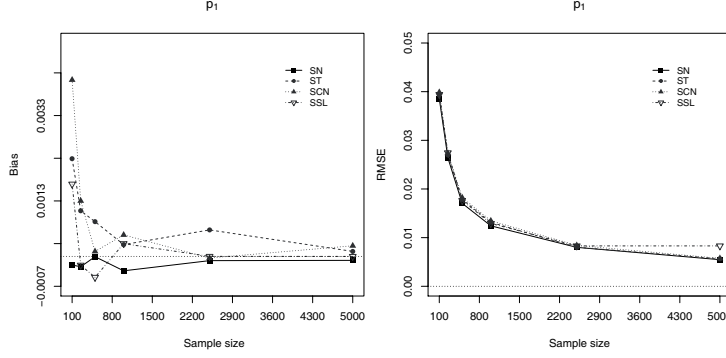 p1
Bias
0.0033
0.0013
-0.0007
SN
ST
SCN
SSL
100 800 1500 2200 2900 3600 4300 5000
Sample size
p1
RMSE
0.05
0.04
0.03
0.02
0.01
0.00
SN
ST
SCN
SSL
100 800 1500 2200 2900 3600 4300 500
Sample size